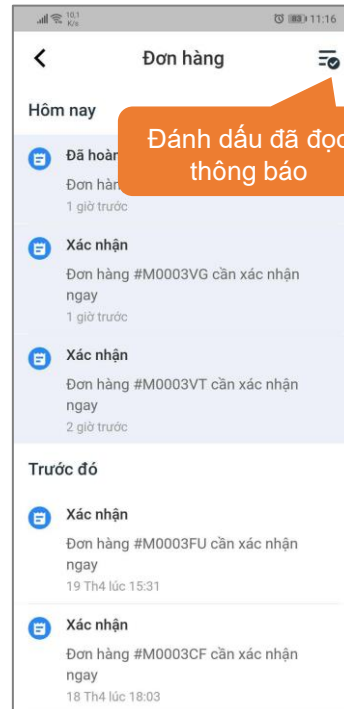 10,1
K/s
11:16
Đơn hàng
Hôm nay
Đánh dấu đã đọc
thông báo
Đã hoàn
Đơn hàn
1 giờ trước
Xác nhận
Đơn hàng #M0003VG cần xác nhận
ngay
1 giờ trước
Xác nhận
Đơn hàng #M0003VT cần xác nhận
ngay
2 giờ trước
Trước đó
Xác nhận
Đơn hàng #M0003FU cần xác nhận
ngay
19 Th4 lúc 15:31
Xác nhận
Đơn hàng #M0003CF cần xác nhận
ngay
18 Th4 lúc 18:03